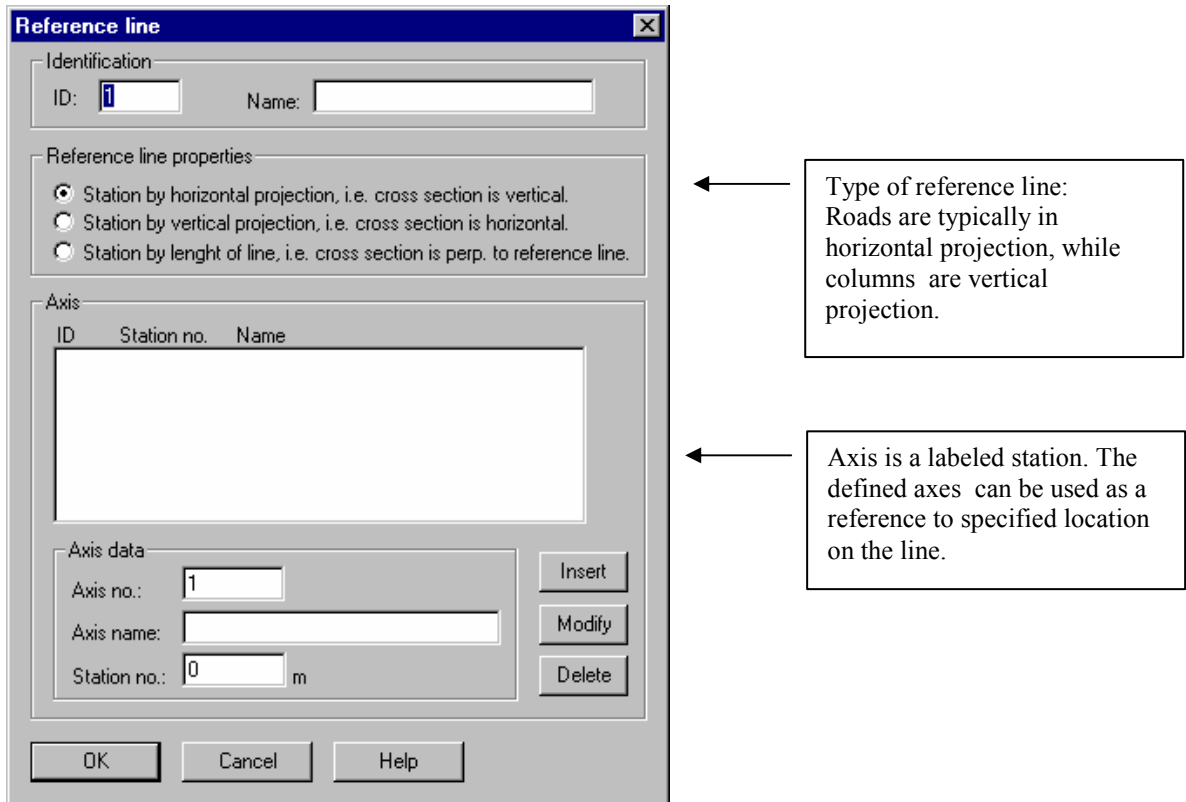 Reference line
Identification
ID: 1 Name:
Reference line properties
Station by horizontal projection, i.e. cross section is vertical.
Station by vertical projection, i.e. cross section is horizontal.
Station by lenght of line, i.e. cross section is perp. to reference line.
Axis
ID Station no. Name
Axis data
Axis no.: 1
Axis name:
Station no.: 0 m
Insert
Modify
Delete
OK Cancel Help
Type of reference line:
Roads are typically in
horizontal projection, while
columns are vertical
projection.
Axis is a labeled station. The
defined axes can be used as a
reference to specified location
on the line.